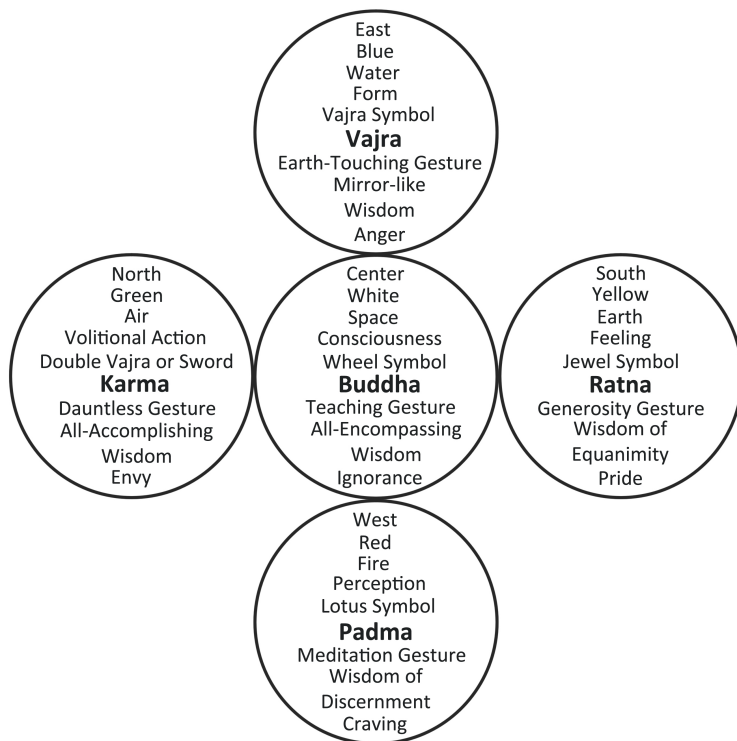 East
Blue
Water
Form
Vajra Symbol
Vajra
Earth-Touching Gesture
Mirror-like
Wisdom
Anger
North
Green
Air
Volitional Action
Double Vajra or Sword
Karma
Dauntless Gesture
All-Accomplishing
Wisdom
Envy
Center
White
Space
Consciousness
Wheel Symbol
Buddha
Teaching Gesture
All-Encompassing
Wisdom
Ignorance
South
Yellow
Earth
Feeling
Jewel Symbol
Ratna
Generosity Gesture
Wisdom of
Equanimity
Pride
West
Red
Fire
Perception
Lotus Symbol
Padma
Meditation Gesture
Wisdom of
Discernment
Craving